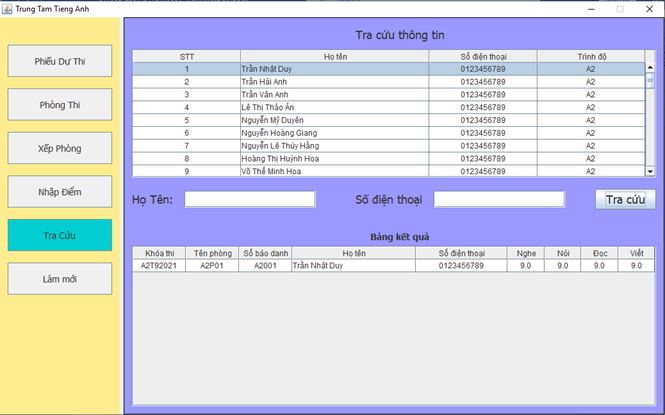 Trung Tam Tieng Anh
Phiếu Dự Thi
Phòng Thi
Xếp Phòng
Nhập Điểm
Tra Cứu
Làm mới
Tra cứu thông tin
STT Họ tên Số điện thoại Trình độ
1 Trần Nhật Duy 0123456789 A2
2 Trần Hải Anh 0123456789 A2
3 Trần Vân Anh 0123456789 A2
4 Lê Thị Thảo Ân 0123456789 A2
5 Nguyễn Mỹ Duyên 0123456789 A2
6 Nguyễn Hoàng Giang 0123456789 A2
7 Nguyễn Lê Thúy Hằng 0123456789 A2
8 Hoàng Thị Huỳnh Hoa 0123456789 A2
9 Võ Thế Minh Hoa 0123456789 A2
Họ Tên: Số điện thoại Tra cứu
Bảng kết quả
Khóa thi Tên phòng Số báo danh Họ tên Số điện thoại Nghe Nói Đọc Viết
A2T92021 A2P01 A2001 Trần Nhật Duy 0123456789 9.0 9.0 9.0 9.0